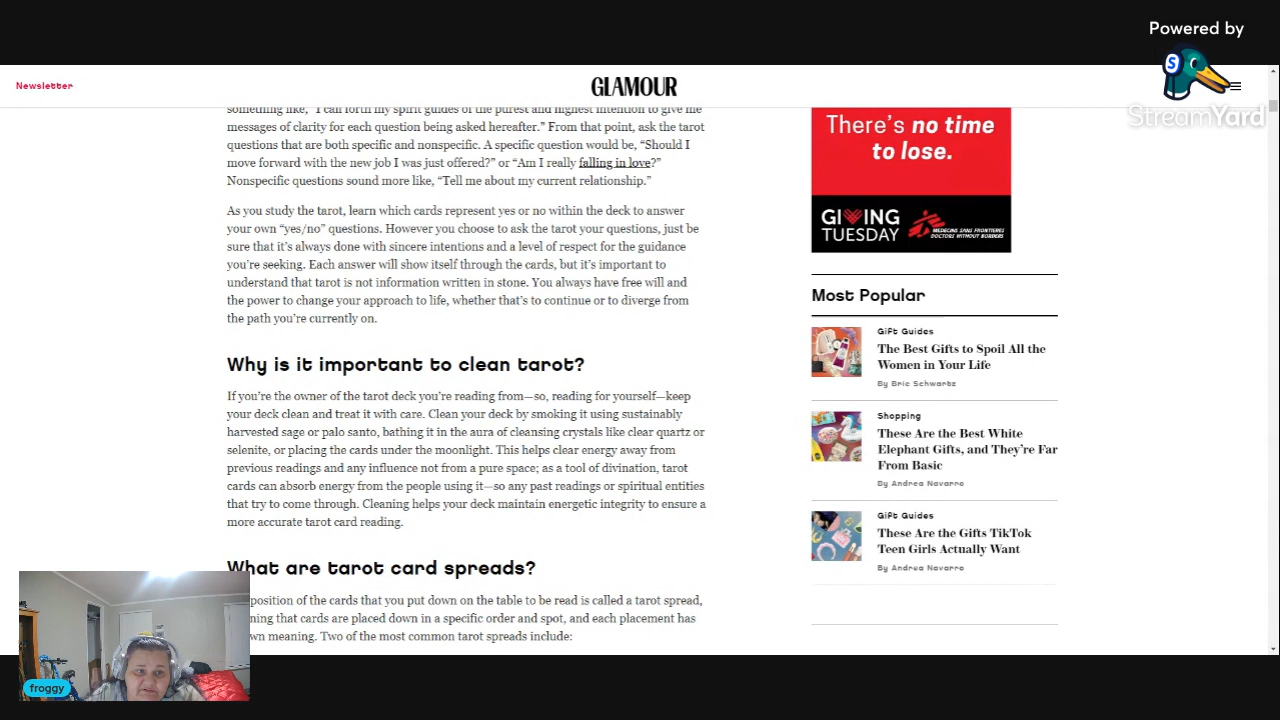 Powered by
StreamYard
Newsletter
GLAMOUR
something like, “I call forth my spirit guides of the purest and highest intention to give me
messages of clarity for each question being asked hereafter.” From that point, ask the tarot
questions that are both specific and nonspecific. A specific question would be, “Should I
move forward with the new job I was just offered?” or “Am I really falling in love?”
Nonspecific questions sound more like, “Tell me about my current relationship.”
As you study the tarot, learn which cards represent yes or no within the deck to answer
your own “yes/no” questions. However you choose to ask the tarot your questions, just be
sure that it’s always done with sincere intentions and a level of respect for the guidance
you’re seeking. Each answer will show itself through the cards, but it’s important to
understand that tarot is not information written in stone. You always have free will and
the power to change your approach to life, whether that’s to continue or to diverge from
the path you’re currently on.
Why is it important to clean tarot?
If you’re the owner of the tarot deck you’re reading from—so, reading for yourself—keep
your deck clean and treat it with care. Clean your deck by smoking it using sustainably
harvested sage or palo santo, bathing it in the aura of cleansing crystals like clear quartz or
selenite, or placing the cards under the moonlight. This helps clear energy away from
previous readings and any influence not from a pure space; as a tool of divination, tarot
cards can absorb energy from the people using it—so any past readings or spiritual entities
that try to come through. Cleaning helps your deck maintain energetic integrity to ensure a
more accurate tarot card reading.
What are tarot card spreads?
position of the cards that you put down on the table to be read is called a tarot spread,
ning that cards are placed down in a specific order and spot, and each placement has
wn meaning. Two of the most common tarot spreads include:
There’s no time
to lose.
GIVING
TUESDAY
MEDECINS SANS FRONTIERES
DOCTORS WITHOUT BORDERS
Most Popular
Gift Guides
The Best Gifts to Spoil All the
Women in Your Life
By Brie Schwartz
Shopping
These Are the Best White
Elephant Gifts, and They’re Far
From Basic
By Andrea Navarro
Gift Guides
These Are the Gifts TikTok
Teen Girls Actually Want
By Andrea Navarro
froggy